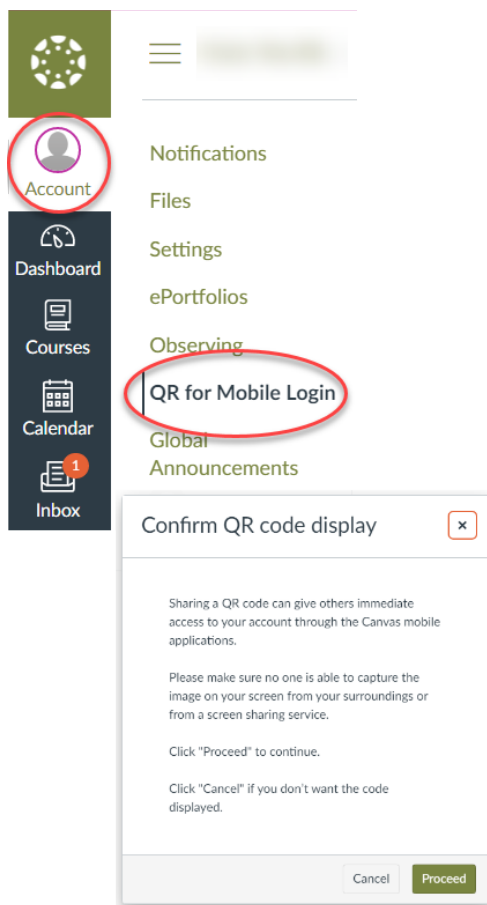 Account
Dashboard
Courses
Calendar
1
Inbox
Notifications
Files
Settings
ePortfolios
Observing
QR for Mobile Login
Global
Announcements
Confirm QR code display
×
Sharing a QR code can give others immediate
access to your account through the Canvas mobile
applications.
Please make sure no one is able to capture the
image on your screen from your surroundings or
from a screen sharing service.
Click "Proceed" to continue.
Click "Cancel" if you don't want the code
displayed.
Cancel
Proceed